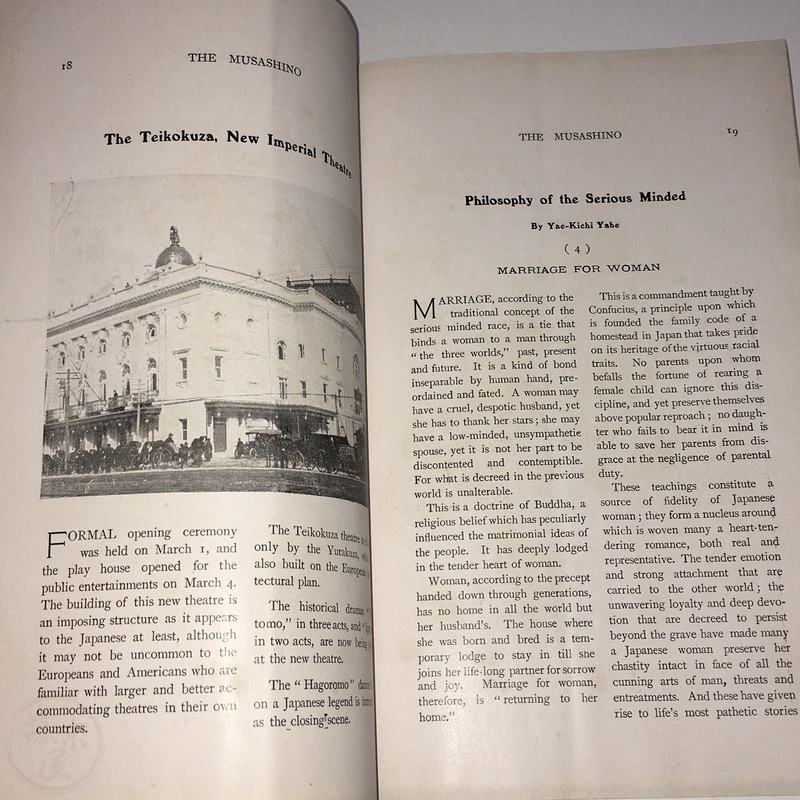 18
THE MUSASHINO
The Teikokuza, New Imperial Theatre
FORMAL opening ceremony
was held on March 1, and
the play house opened for the
public entertainments on March 4.
The building of this new theatre is
an imposing structure as it appears
to the Japanese at least, although
it may not be uncommon to the
Europeans and Americans who are
familiar with larger and better ac-
commodating theatres in their own
countries.
The Teikokuza theatre is
only by the Yurakuza,
also built on the European
tectural plan.
The historical dramas
tomo," in three acts, and
in two acts, are now being
at the new theatre.
The "Hagoromo" dance
on a Japanese legend is
as the closing scene.
THE MUSASHINO
19
Philosophy of the Serious Minded
By Yae-Kichi Yabe
( 4 )
MARRIAGE FOR WOMAN
MARRIAGE, according to the
traditional concept of the
serious minded race, is a tie that
binds a woman to a man through
"the three worlds," past, present
and future. It is a kind of bond
inseparable by human hand, pre-
ordained and fated. A woman may
have a cruel, despotic husband, yet
she has to thank her stars; she may
have a low-minded, unsympathetic
spouse, yet it is not her part to be
discontented and contemptible.
For what is decreed in the previous
world is unalterable.
This is a doctrine of Buddha, a
religious belief which has peculiarly
influenced the matrimonial ideas of
the people. It has deeply lodged
in the tender heart of woman.
Woman, according to the precept
handed down through generations,
has no home in all the world but
her husband's. The house where
she was born and bred is a tem-
porary lodge to stay in till she
joins her life-long partner for sorrow
and joy. Marriage for woman,
therefore, is "returning to her
home."
This is a commandment taught by
Confucius, a principle upon which
is founded the family code of a
homestead in Japan that takes pride
on its heritage of the virtuous racial
traits. No parents upon whom
befalls the fortune of rearing a
female child can ignore this dis-
cipline, and yet preserve themselves
above popular reproach; no daugh-
ter who fails to bear it in mind is
able to save her parents from dis-
grace at the negligence of parental
duty.
These teachings constitute a
source of fidelity of Japanese
woman; they form a nucleus around
which is woven many a heart-ten-
dering romance, both real and
representative. The tender emotion
and strong attachment that are
carried to the other world; the
unwavering loyalty and deep devo-
tion that are decreed to persist
beyond the grave have made many
a Japanese woman preserve her
chastity intact in face of all the
cunning arts of man, threats and
entreatments. And these have given
rise to life's most pathetic stories